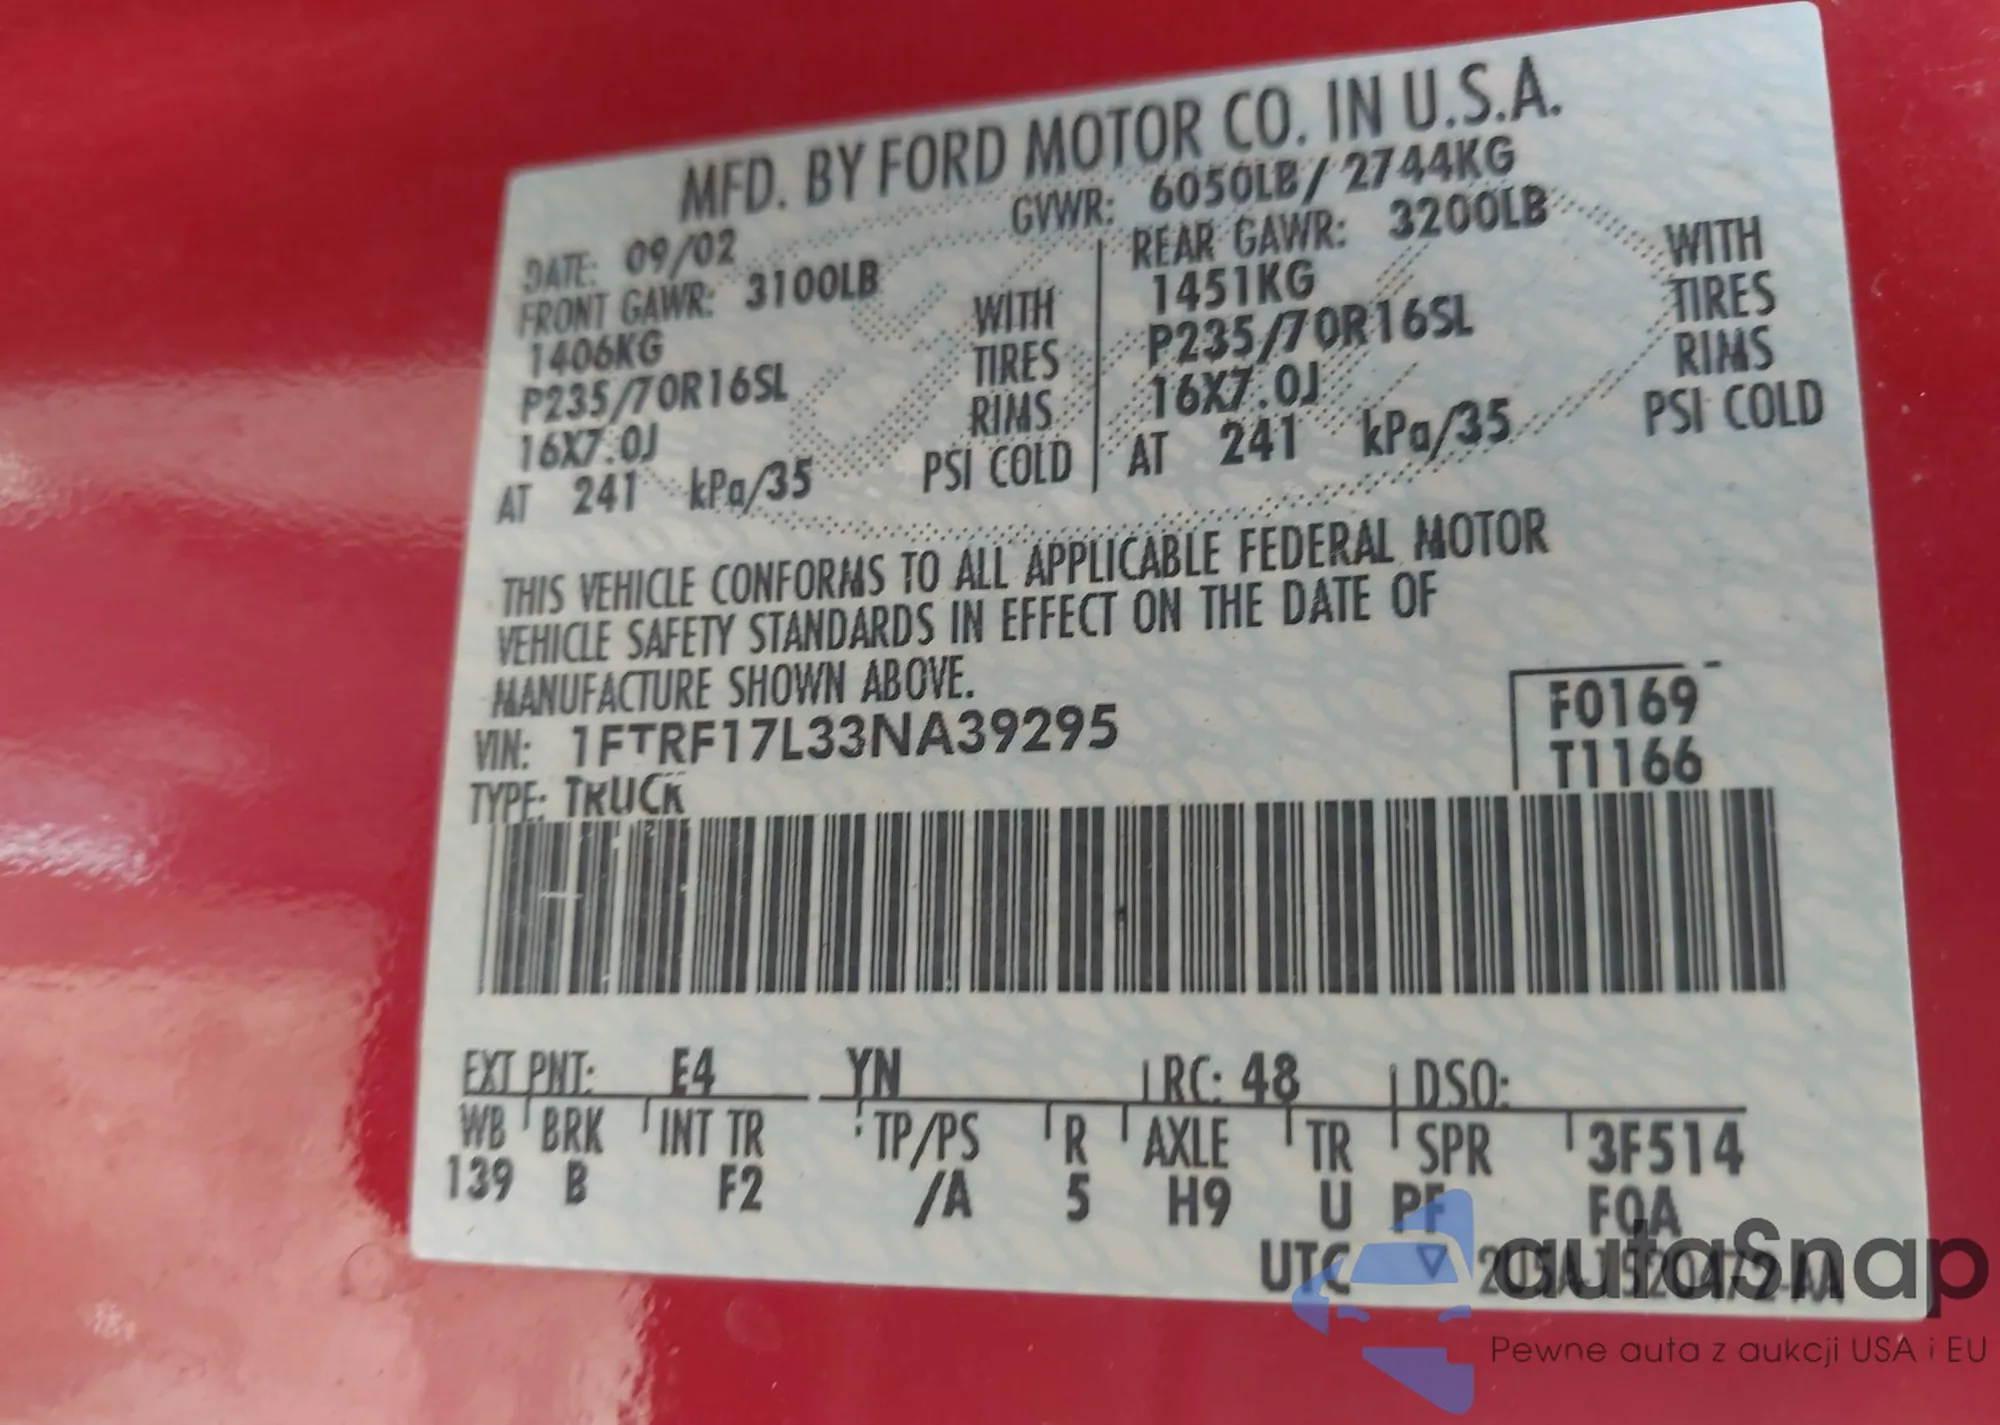 MFD. BY FORD MOTOR CO. IN U.S.A.
DATE: 09/02 GVWR: 6050LB/2744KG
FRONT GAWR: 3100LB REAR GAWR: 3200LB
1406KG WITH 1451KG WITH
P235/70R16SL TIRES P235/70R16SL TIRES
16X7.0J RIMS 16X7.0J RIMS
AT 241 kPa/35 PSI COLD AT 241 kPa/35 PSI COLD
THIS VEHICLE CONFORMS TO ALL APPLICABLE FEDERAL MOTOR
VEHICLE SAFETY STANDARDS IN EFFECT ON THE DATE OF
MANUFACTURE SHOWN ABOVE.
VIN: 1FTRF17L33NA39295
TYPE: TRUCK
F0169
T1166
EXT PNT: E4 YN RC: 48 DSO:
WB BRK INT TR TP/PS R AXLE TR SPR 3F514
139 B F2 /A 5 H9 U PF FQA
UTC
autaSnap
Pewne auta z aukcji USA i EU